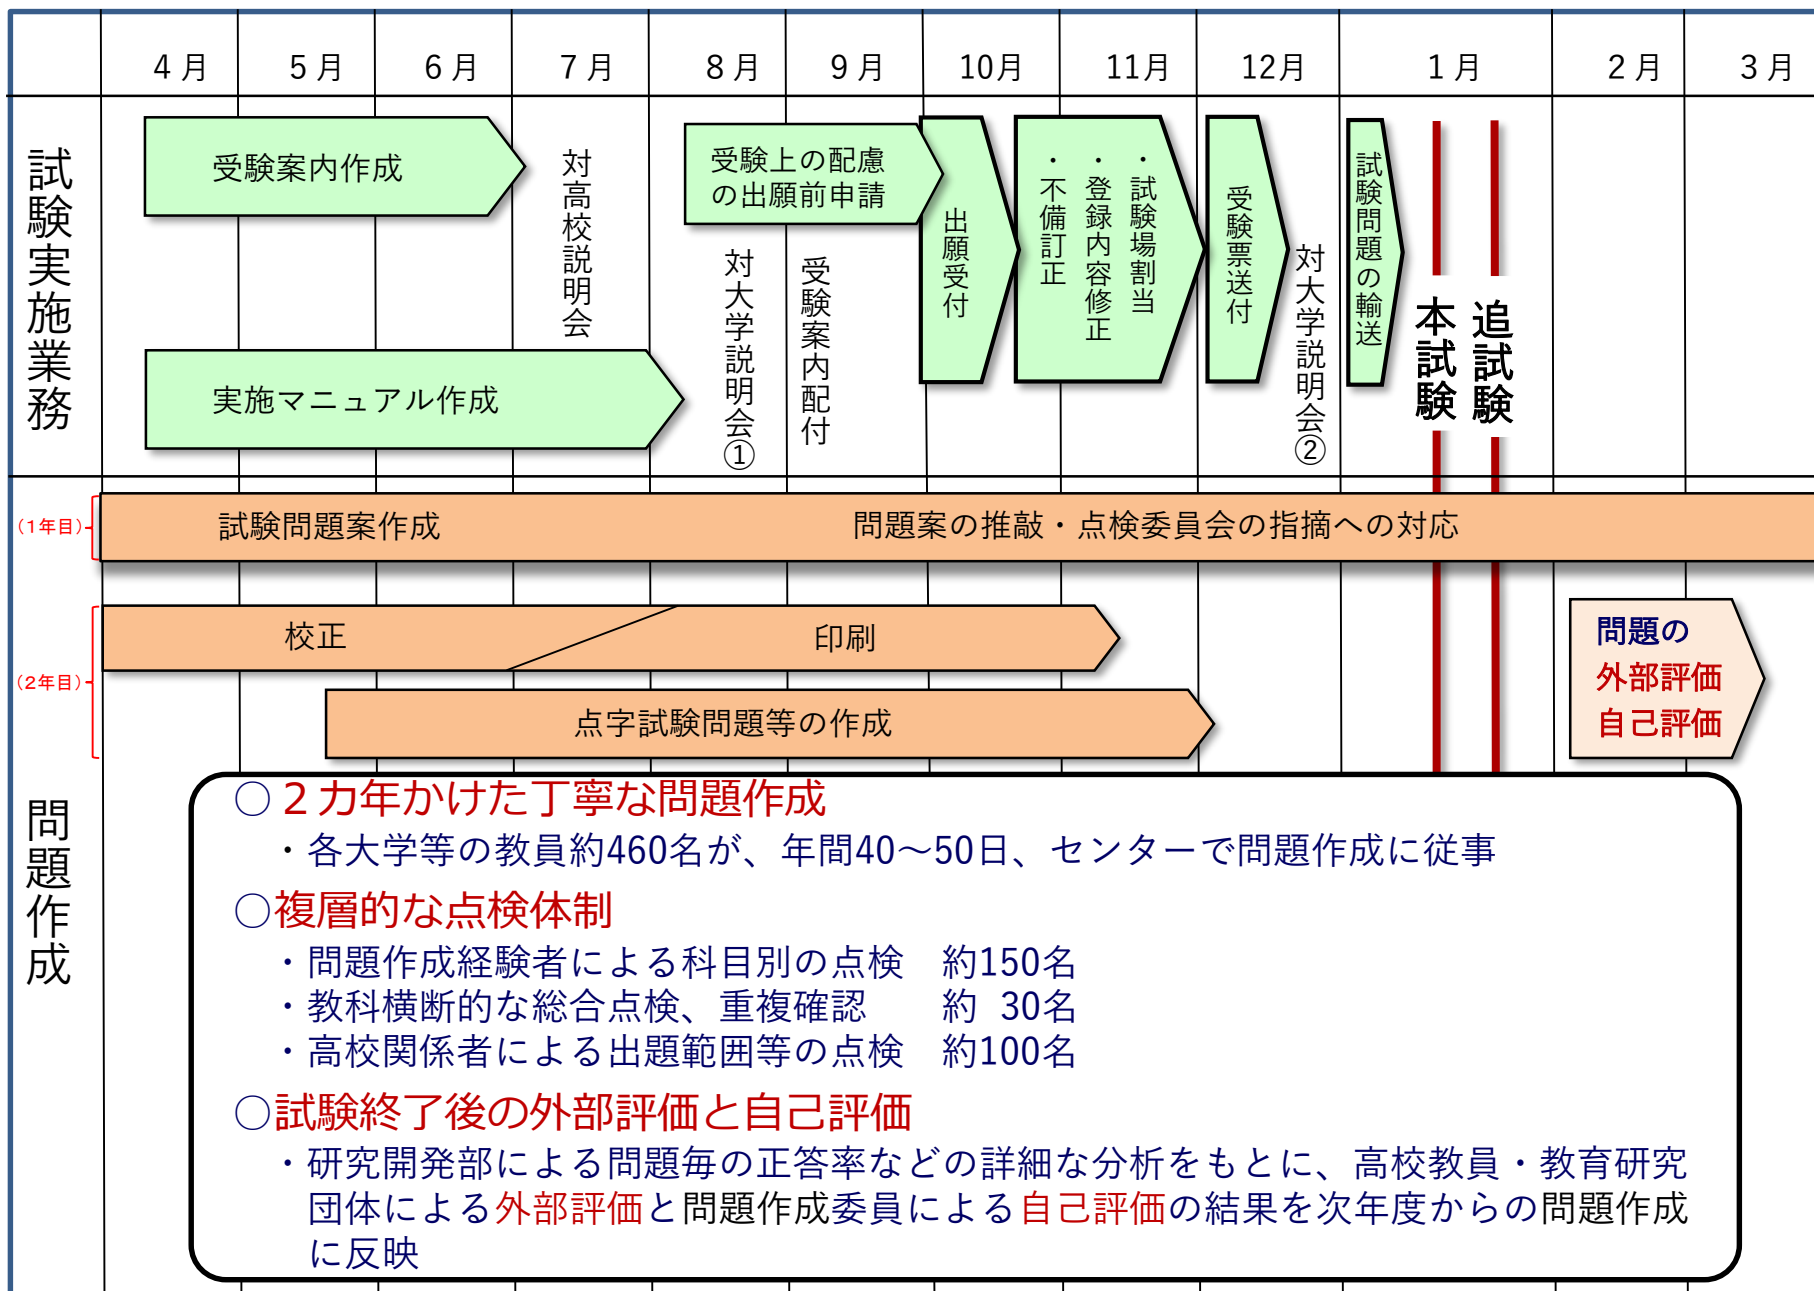 4月
5月
6月
7月
8月
9月
10月
11月
12月
1月
2月
3月
試験実施業務
受験案内作成
実施マニュアル作成
対高校説明会
受験上の配慮
の出願前申請
対大学説明会①
受験案内配付
出願受付
・試験場割当
・登録内容修正
・不備訂正
受験票送付
対大学説明会②
試験問題の輸送
本試験
追試験
問題作成
(1年目)
試験問題案作成
問題案の推敲・点検委員会の指摘への対応
(2年目)
校正
印刷
点字試験問題等の作成
問題の
外部評価
自己評価
○2カ年かけた丁寧な問題作成
・各大学等の教員約460名が、年間40～50日、センターで問題作成に従事
○複層的な点検体制
・問題作成経験者による科目別の点検　約150名
・教科横断的な総合点検、重複確認　　約 30名
・高校関係者による出題範囲等の点検　約100名
○試験終了後の外部評価と自己評価
・研究開発部による問題毎の正答率などの詳細な分析をもとに、高校教員・教育研究
団体による外部評価と問題作成委員による自己評価の結果を次年度からの問題作成
に反映